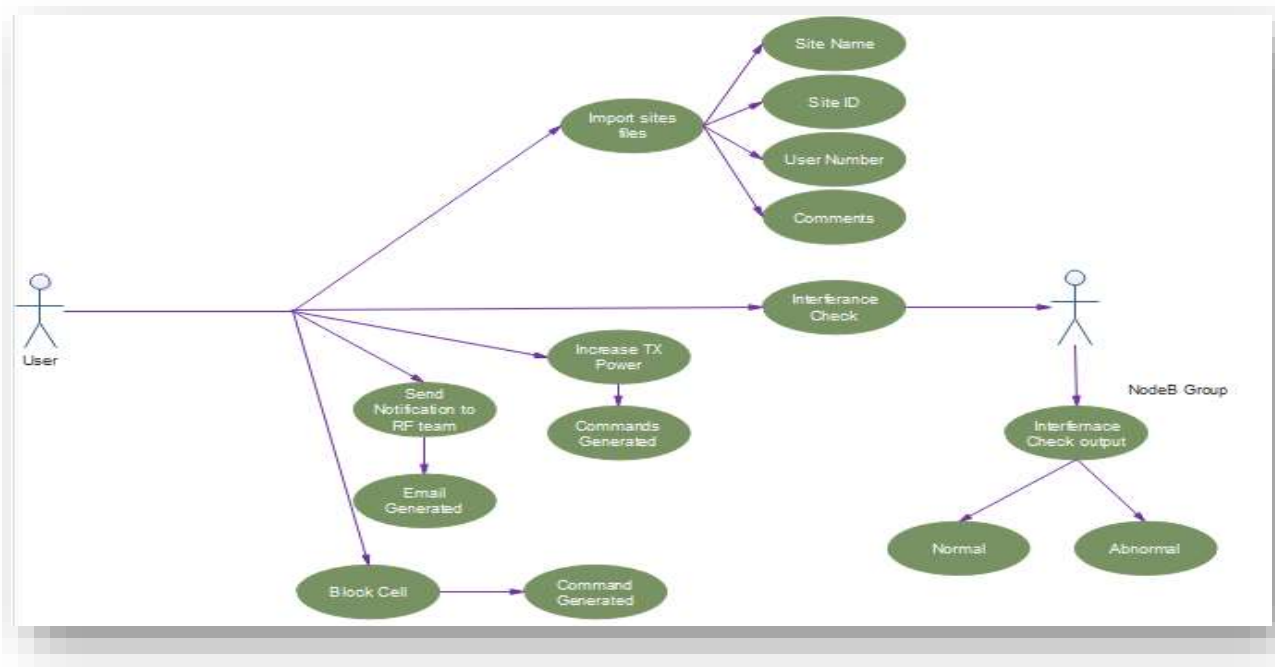 Site Name
Import sites
files
Site ID
User Number
Comments
User
Interferance
Check
NodeB Group
Increase TX
Power
Commands
Generated
Send
Notification to
RF team
Email
Generated
Block Cell
Command
Generated
Interfernace
Check output
Normal
Abnormal